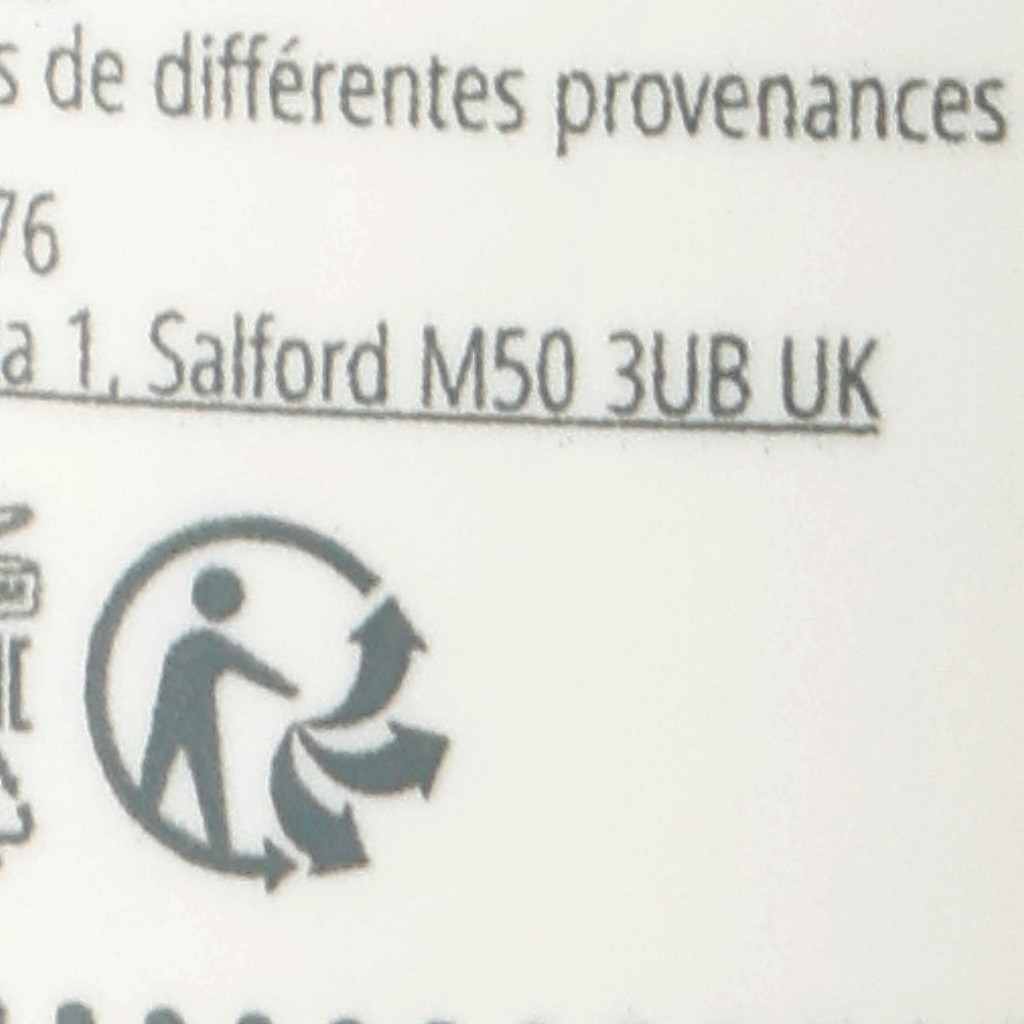 de différentes provenances
76
a 1, Salford M50 3UB UK